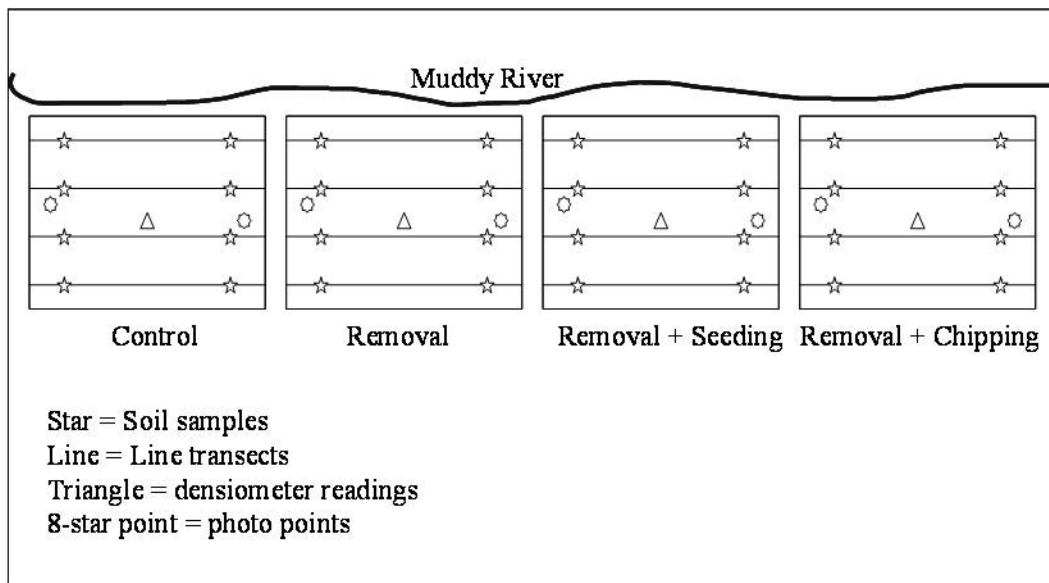 Muddy River
Control
Removal
Removal + Seeding
Removal + Chipping
Star = Soil samples
Line = Line transects
Triangle = densiometer readings
8-star point = photo points